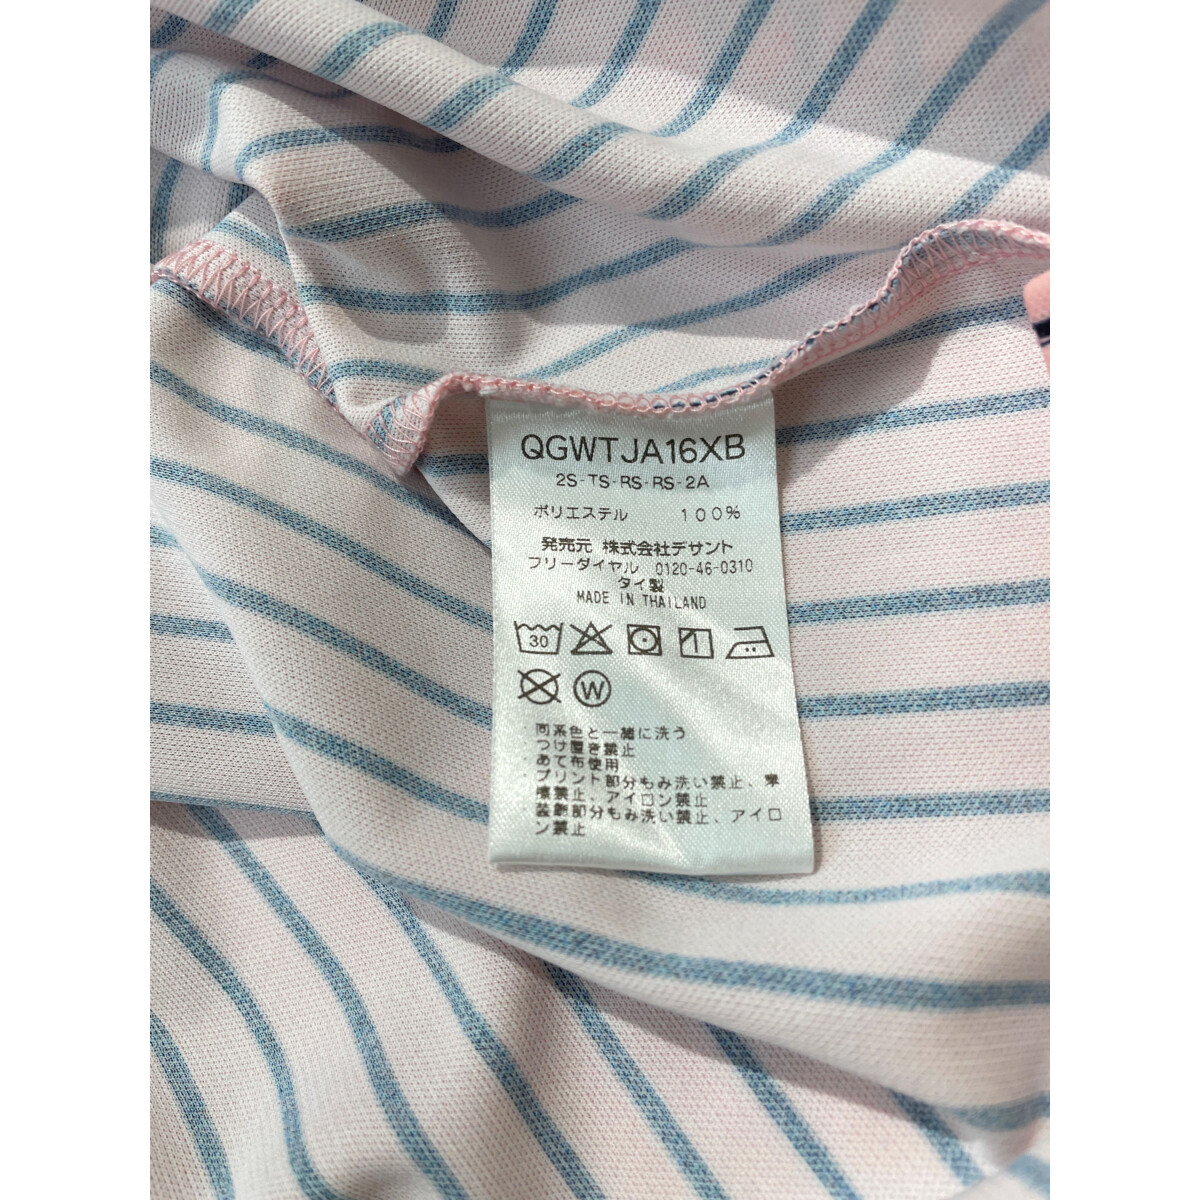 QGWTJA16XB
2S-TS-RS-RS-2A
ポリエステル 100%
発売元 株式会社デサント
フリーダイヤル 0120-46-0310
タイ製
MADE IN THAILAND
30
W
・同系色と一緒に洗う
・つけ置き禁止
・あて布使用
・プリント部分もみ洗い禁止、摩
擦禁止、アイロン禁止
・装飾部分もみ洗い禁止、アイロ
ン禁止